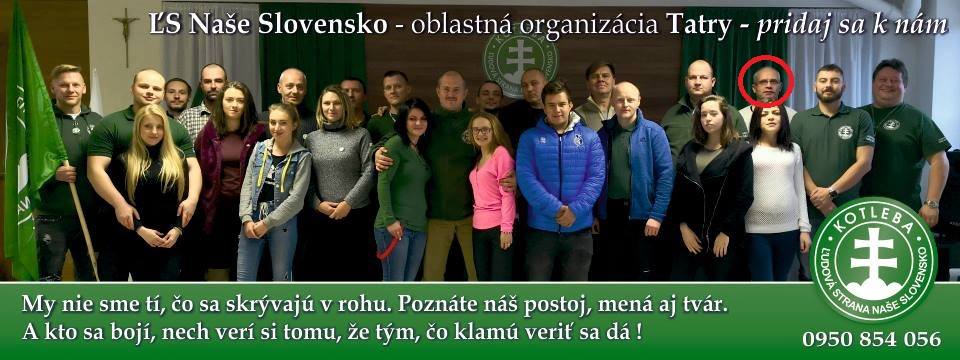 ĽS Naše Slovensko - oblastná organizácia Tatry - pridaj sa k nám
My nie sme tí, čo sa skrývajú v rohu. Poznáte náš postoj, mená aj tvár.
A kto sa bojí, nech verí si tomu, že tým, čo klamú veriť sa dá !
KOTLEBA
ĽUDOVÁ STRANA NAŠE SLOVENSKO
0950 854 056